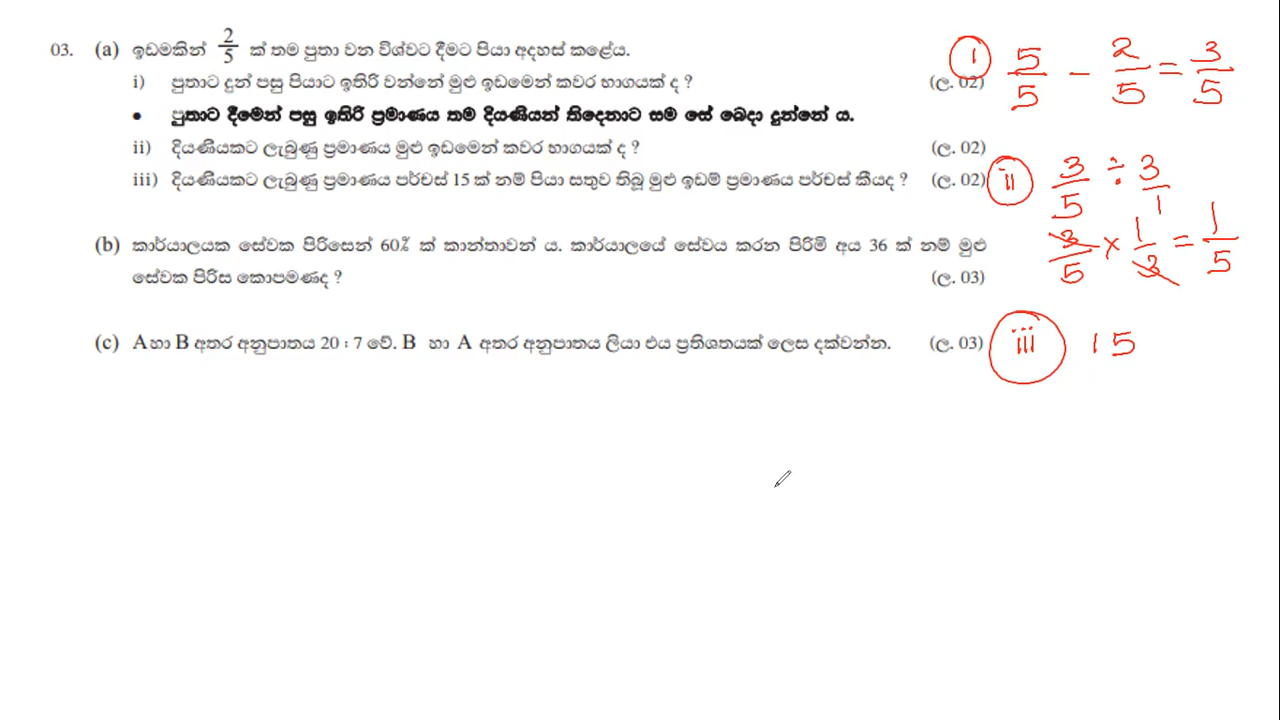 03. (a) ඉඩමකින් 2/5 ක් තම පුතා වන විශ්වට දීමට පියා අදහස් කළේය.
i) පුතාට දුන් පසු පියාට ඉතිරි වන්නේ මුළු ඉඩමෙන් කවර භාගයක් ද ? (ල. 02)
• පුතාට දීමෙන් පසු ඉතිරි ප්‍රමාණය තම දියණියන් තිදෙනාට සම සේ බෙදා දුන්නේ ය.
ii) දියණියකට ලැබුණු ප්‍රමාණය මුළු ඉඩමෙන් කවර භාගයක් ද ? (ල. 02)
iii) දියණියකට ලැබුණු ප්‍රමාණය පර්චස් 15 ක් නම් පියා සතුව තිබූ මුළු ඉඩම් ප්‍රමාණය පර්චස් කීයද ? (ල. 02)
(b) කාර්යාලයක සේවක පිරිසෙන් 60% ක් කාන්තාවන් ය. කාර්යාලයේ සේවය කරන පිරිමි අය 36 ක් නම් මුළු
සේවක පිරිස කොපමණද ? (ල. 03)
(c) A හා B අතර අනුපාතය 20 : 7 වේ. B හා A අතර අනුපාතය ලියා එය ප්‍රතිශතයක් ලෙස දක්වන්න. (ල. 03)
i 5/5 - 2/5 = 3/5
ii 3/5 ÷ 3/1
3/5 × 1/3 = 1/5
iii 15